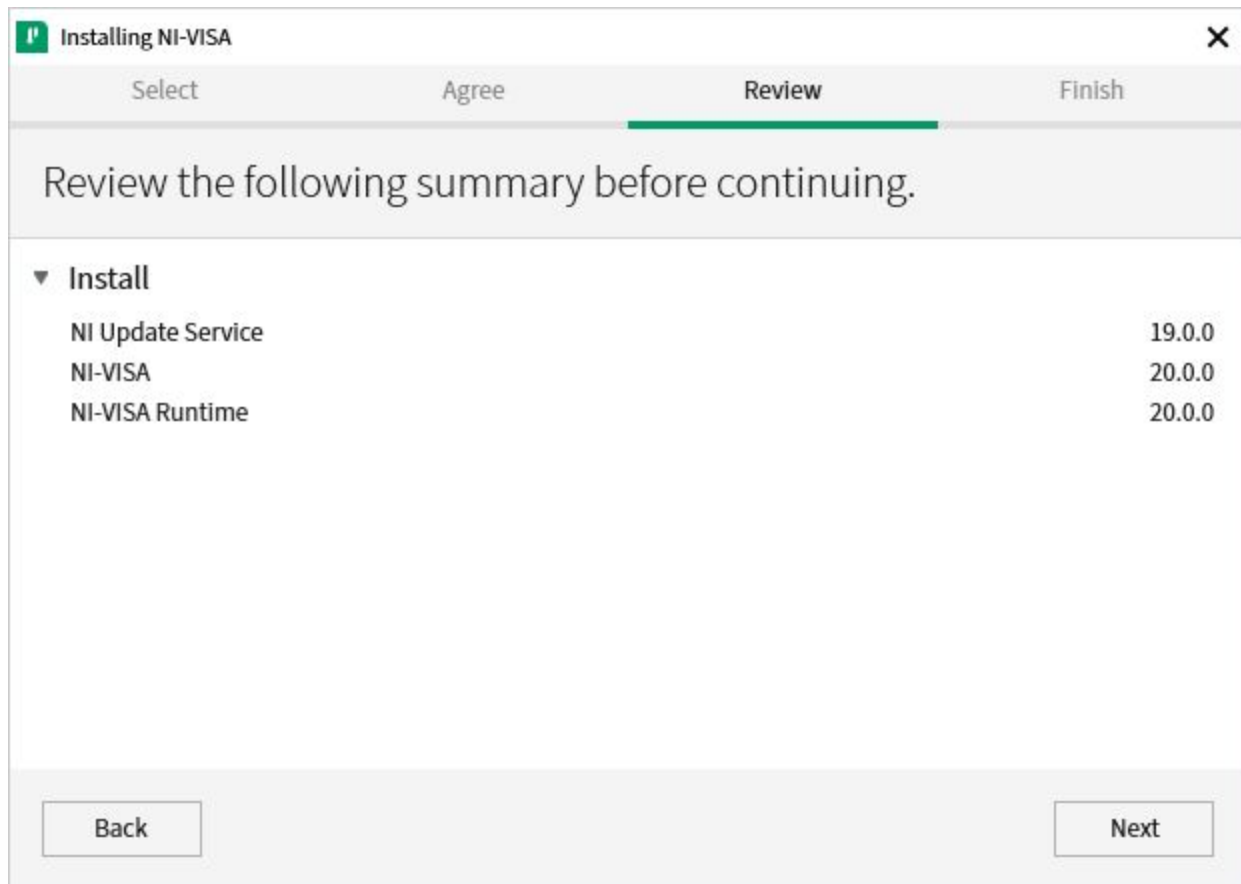 Installing NI-VISA
Select Agree Review Finish
Review the following summary before continuing.
Install
NI Update Service 19.0.0
NI-VISA 20.0.0
NI-VISA Runtime 20.0.0
Back Next